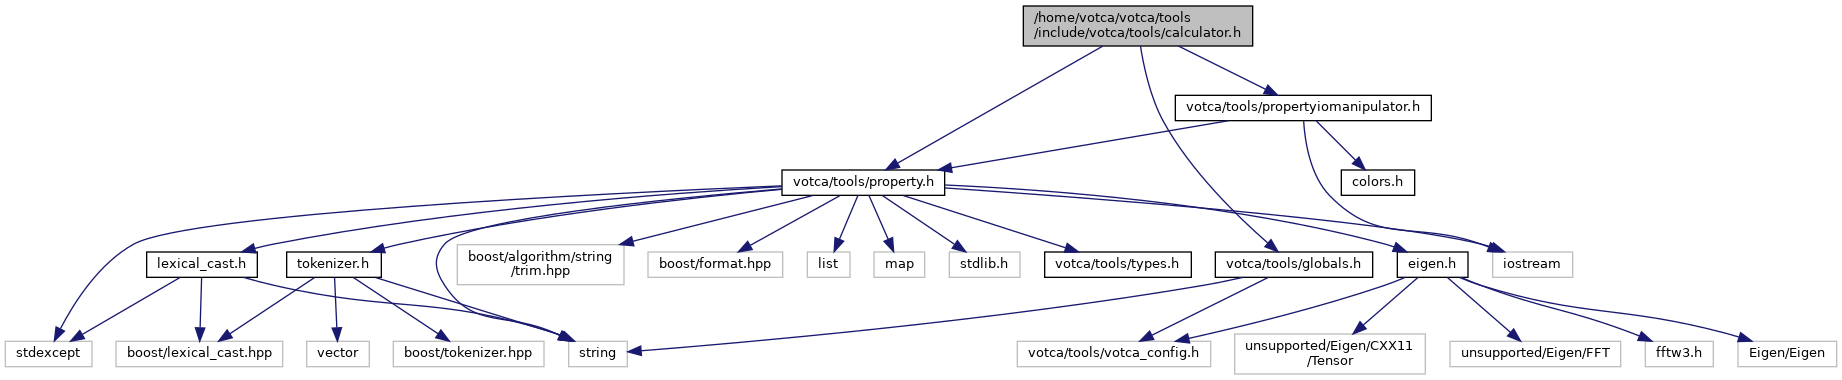 /home/votca/votca/tools
/include/votca/tools/calculator.h
votca/tools/propertyiomanipulator.h
votca/tools/property.h
colors.h
boost/algorithm/string
/trim.hpp
lexical_cast.h
tokenizer.h
boost/format.hpp
list
map
stdlib.h
votca/tools/types.h
votca/tools/globals.h
eigen.h
iostream
stdexcept
boost/lexical_cast.hpp
vector
boost/tokenizer.hpp
string
votca/tools/votca_config.h
unsupported/Eigen/CXX11
/Tensor
unsupported/Eigen/FFT
fftw3.h
Eigen/Eigen